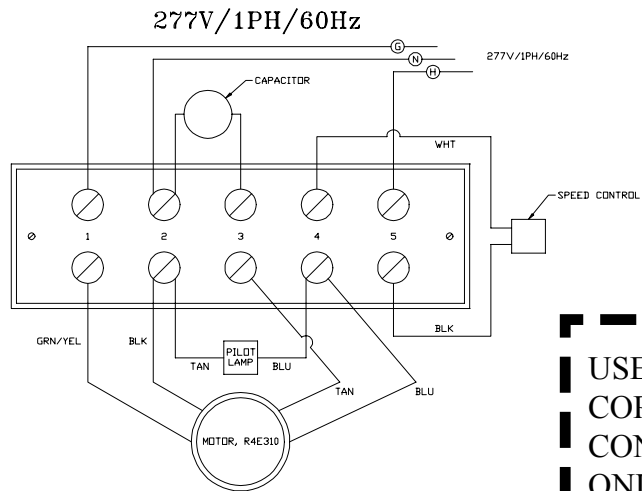 277V/1PH/60Hz
G
N
277V/1PH/60Hz
H
CAPACITOR
WHT
SPEED CONTROL
1 2 3 4 5
BLK
GRN/YEL BLK
PILOT
LAMP
TAN BLU
TAN BLU
MOTOR, R4E310
USE
CON
ONL